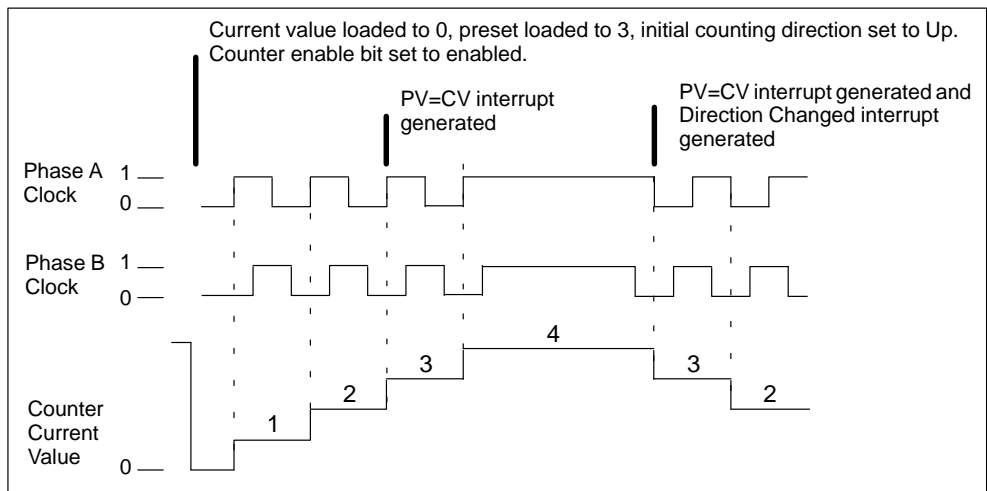 Current value loaded to 0, preset loaded to 3, initial counting direction set to Up.
Counter enable bit set to enabled.
PV=CV interrupt
generated
PV=CV interrupt generated and
Direction Changed interrupt
generated
Phase A
Clock
1
0
Phase B
Clock
1
0
Counter
Current
Value
0
1
2
3
4
3
2